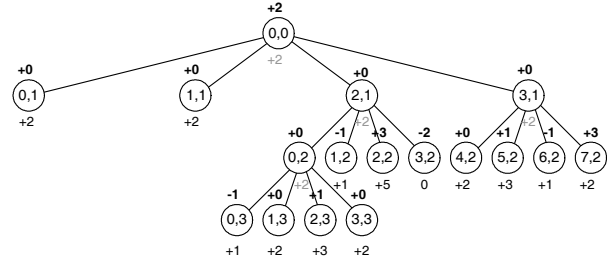 +2
0,0
+2
+0 +0 +0 +0
0,1 1,1 2,1 3,1
+2 +2 +2 +2
+0 -1 +3 -2 +0 +1 -1 +3
0,2 1,2 2,2 3,2 4,2 5,2 6,2 7,2
+2 +1 +5 0 +2 +3 +1 +2
-1 +0 +1 +0
0,3 1,3 2,3 3,3
+1 +2 +3 +2